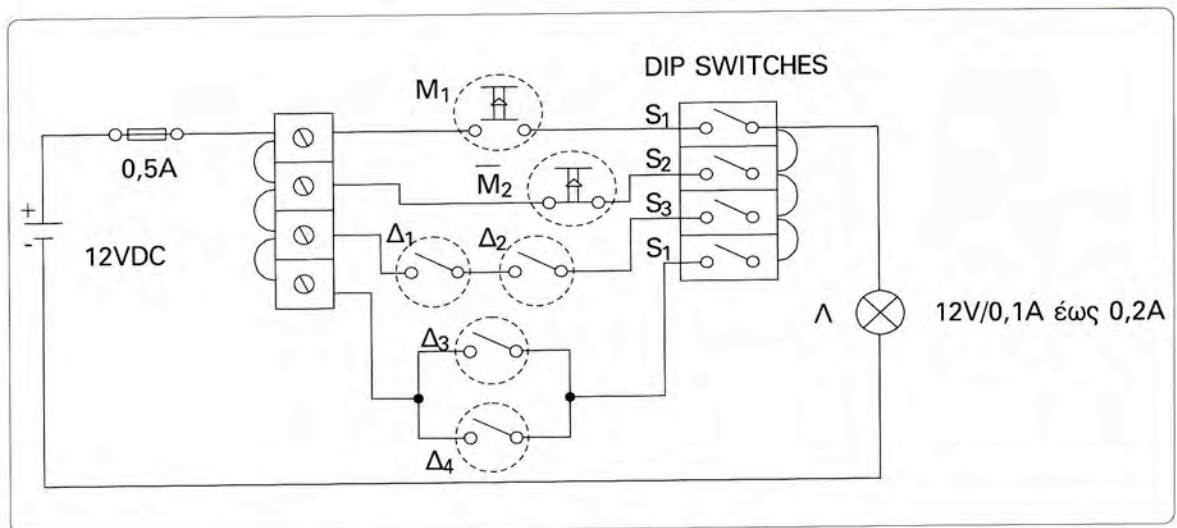 DIP SWITCHES
M₁
S₁
0,5A
M̅₂
S₂
+
-
12VDC
Δ₁
Δ₂
S₃
S₁
Λ
12V/0,1A έως 0,2A
Δ₃
Δ₄